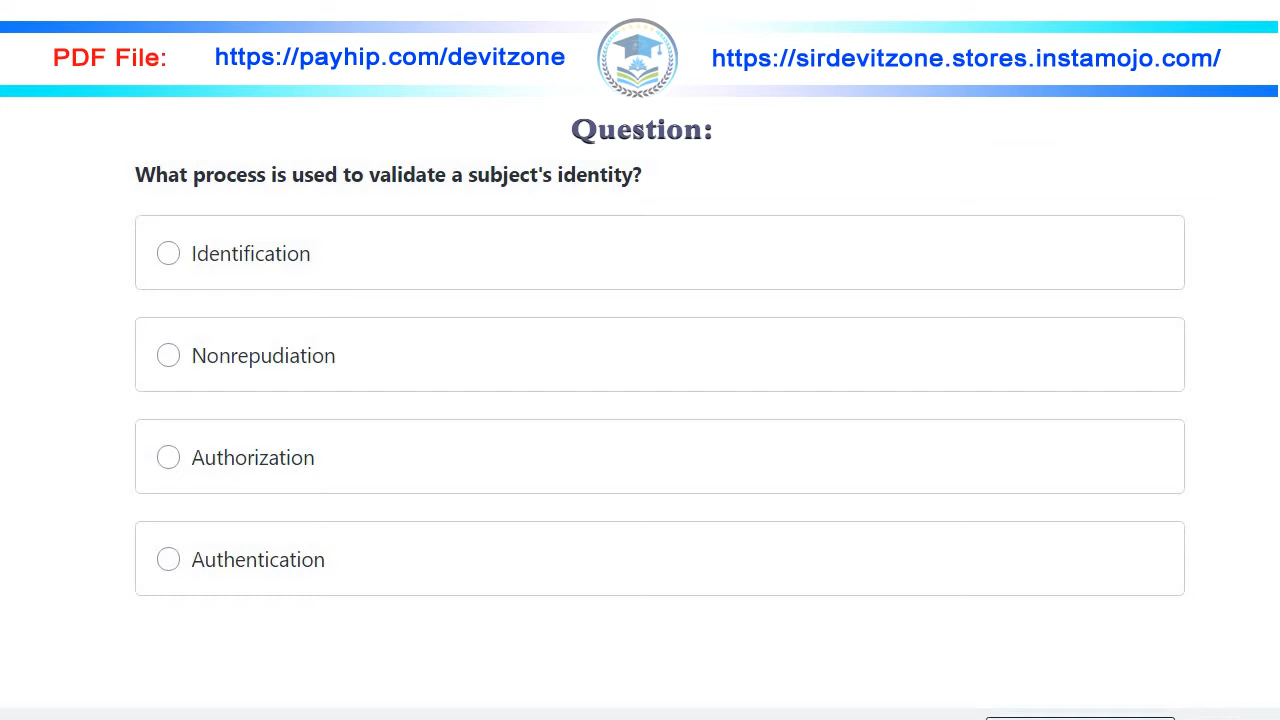 PDF File: https://payhip.com/devitzone https://sirdevitzone.stores.instamojo.com/
Question:
What process is used to validate a subject's identity?
Identification
Nonrepudiation
Authorization
Authentication